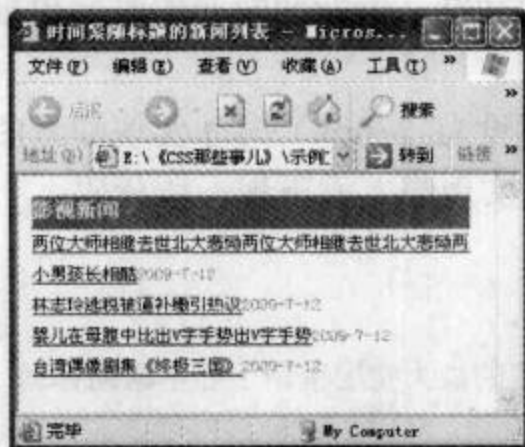 时间紧随标题的新闻列表 - Micros...
文件(F) 编辑(E) 查看(V) 收藏(A) 工具(T) »
后退 搜索 »
地址(D) E:\《CSS那些事儿》\示例 转到 链接 »
影视新闻
两位大师相继去世北大悲恸两位大师相继去世北大悲恸两
小男孩长相酷2009-7-12
林志玲逃税被逼补缴引热议2009-7-12
婴儿在母腹中比出V字手势出V字手势2009-7-12
台湾偶像剧集《终极三国》2009-7-12
完毕 My Computer